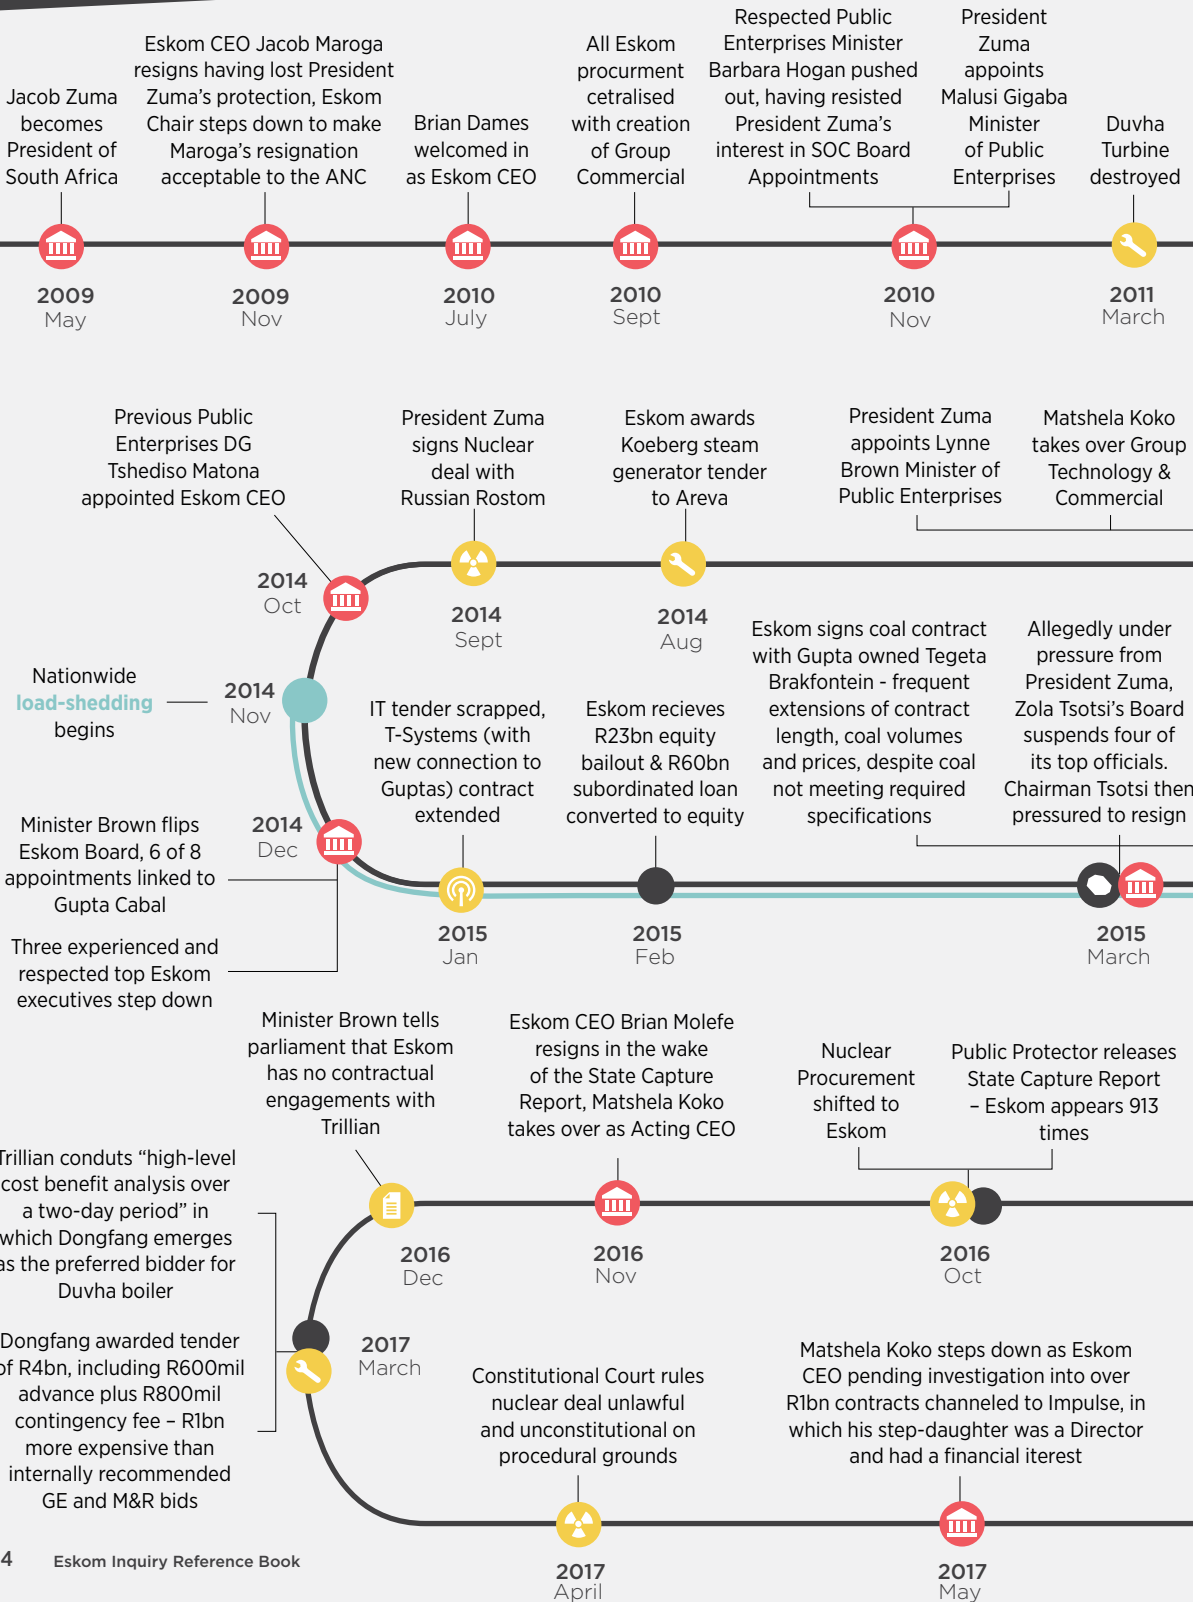 Jacob Zuma
becomes
President of
South Africa
2009
May
Eskom CEO Jacob Maroga
resigns having lost President
Zuma's protection, Eskom
Chair steps down to make
Maroga's resignation
acceptable to the ANC
2009
Nov
Brian Dames
welcomed in
as Eskom CEO
2010
July
All Eskom
procurment
cetralised
with creation
of Group
Commercial
2010
Sept
Respected Public
Enterprises Minister
Barbara Hogan pushed
out, having resisted
President Zuma's
interest in SOC Board
Appointments
President
Zuma
appoints
Malusi Gigaba
Minister
of Public
Enterprises
2010
Nov
Duvha
Turbine
destroyed
2011
March
Previous Public
Enterprises DG
Tshediso Matona
appointed Eskom CEO
2014
Oct
President Zuma
signs Nuclear
deal with
Russian Rostom
2014
Sept
Eskom awards
Koeberg steam
generator tender
to Areva
2014
Aug
President Zuma
appoints Lynne
Brown Minister of
Public Enterprises
Matshela Koko
takes over Group
Technology &
Commercial
Nationwide
load-shedding
begins
2014
Nov
Minister Brown flips
Eskom Board, 6 of 8
appointments linked to
Gupta Cabal
Three experienced and
respected top Eskom
executives step down
2014
Dec
IT tender scrapped,
T-Systems (with
new connection to
Guptas) contract
extended
2015
Jan
Eskom recieves
R23bn equity
bailout & R60bn
subordinated loan
converted to equity
2015
Feb
Eskom signs coal contract
with Gupta owned Tegeta
Brakfontein - frequent
extensions of contract
length, coal volumes
and prices, despite coal
not meeting required
specifications
Allegedly under
pressure from
President Zuma,
Zola Tsotsi's Board
suspends four of
its top officials.
Chairman Tsotsi then
pressured to resign
2015
March
Minister Brown tells
parliament that Eskom
has no contractual
engagements with
Trillian
2016
Dec
Eskom CEO Brian Molefe
resigns in the wake
of the State Capture
Report, Matshela Koko
takes over as Acting CEO
2016
Nov
Nuclear
Procurement
shifted to
Eskom
Public Protector releases
State Capture Report
– Eskom appears 913
times
2016
Oct
Trillian conduts “high-level
cost benefit analysis over
a two-day period” in
which Dongfang emerges
as the preferred bidder for
Duvha boiler
Dongfang awarded tender
of R4bn, including R600mil
advance plus R800mil
contingency fee – R1bn
more expensive than
internally recommended
GE and M&R bids
2017
March
Constitutional Court rules
nuclear deal unlawful
and unconstitutional on
procedural grounds
2017
April
Matshela Koko steps down as Eskom
CEO pending investigation into over
R1bn contracts channeled to Impulse, in
which his step-daughter was a Director
and had a financial iterest
2017
May
4 Eskom Inquiry Reference Book